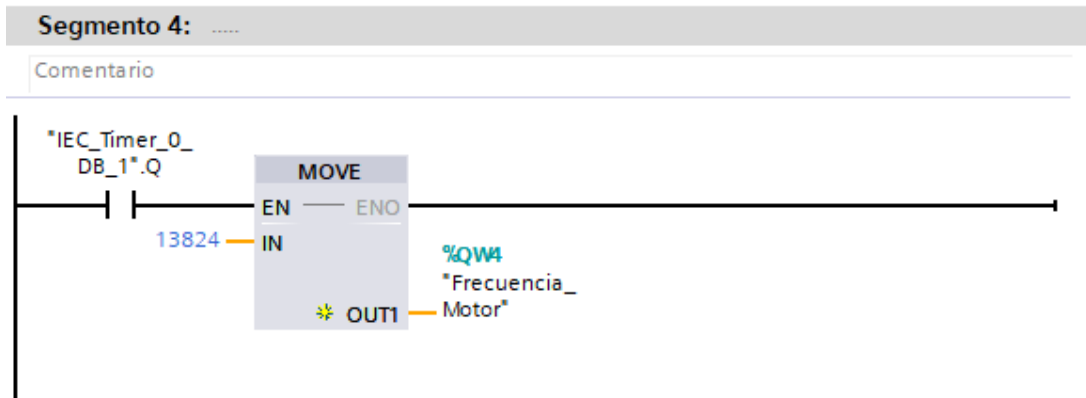 Segmento 4: .....
Comentario
"IEC_Timer_0_
DB_1".Q
MOVE
EN ENO
13824 IN
%QW4
"Frecuencia_
Motor"
OUT1